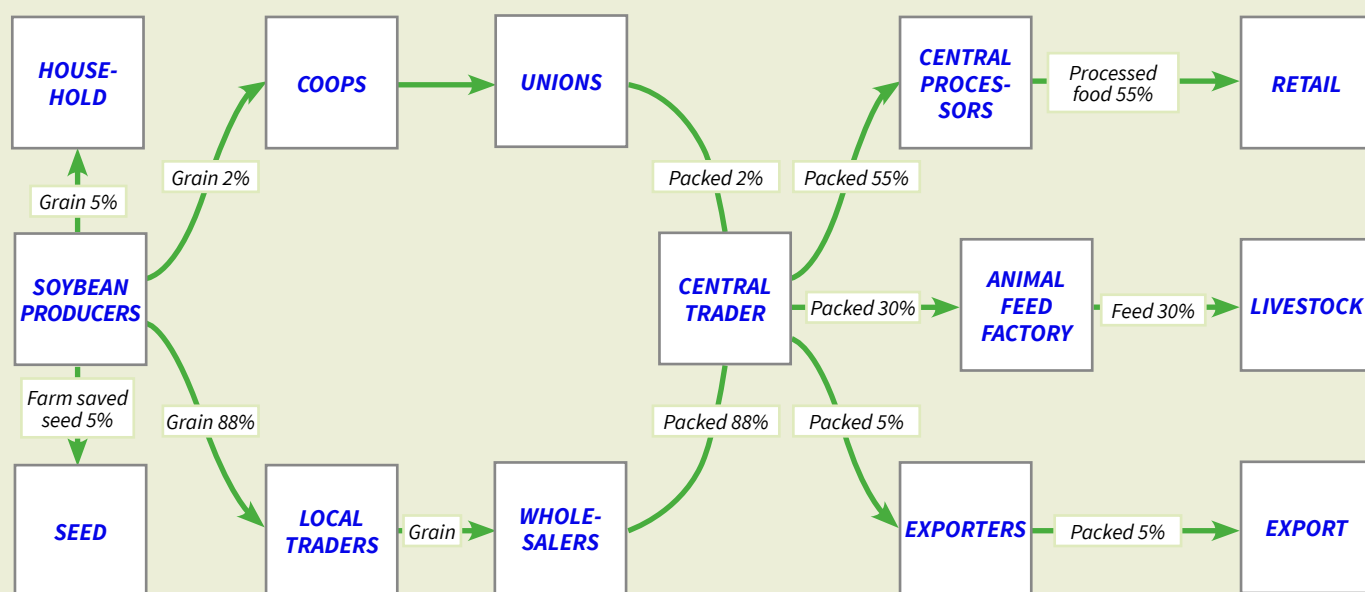 HOUSE-
HOLD
COOPS
UNIONS
CENTRAL
PROCES-
SORS
Processed
food 55%
RETAIL
Grain 5%
Grain 2%
Packed 2%
Packed 55%
SOYBEAN
PRODUCERS
CENTRAL
TRADER
Packed 30%
ANIMAL
FEED
FACTORY
Feed 30%
LIVESTOCK
Farm saved
seed 5%
Grain 88%
Packed 88%
Packed 5%
SEED
LOCAL
TRADERS
Grain
WHOLE-
SALERS
EXPORTERS
Packed 5%
EXPORT